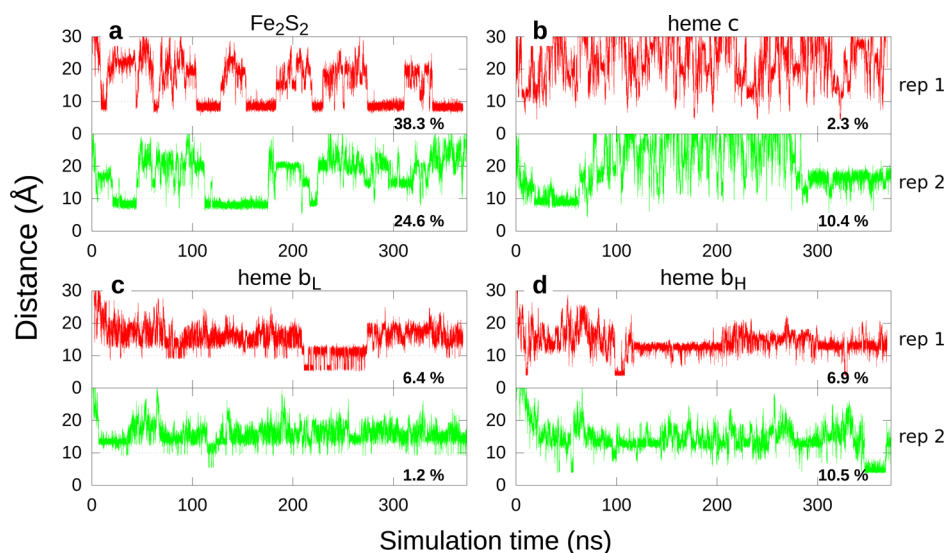 a Fe2S2
b heme c
30
20
10
0
38.3 %
2.3 %
rep 1
30
20
10
0
24.6 %
10.4 %
rep 2
0 100 200 300
0 100 200 300
c heme bL
d heme bH
30
20
10
0
6.4 %
6.9 %
rep 1
20
10
0
1.2 %
10.5 %
rep 2
0 100 200 300
0 100 200 300
Distance (Å)
Simulation time (ns)